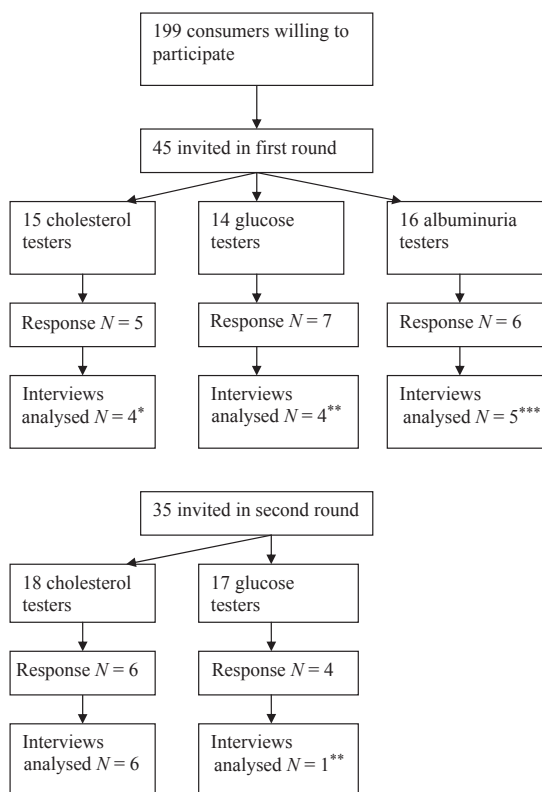 199 consumers willing to
participate
45 invited in first round
15 cholesterol
testers
14 glucose
testers
16 albuminuria
testers
Response N = 5
Response N = 7
Response N = 6
Interviews
analysed N = 4*
Interviews
analysed N = 4**
Interviews
analysed N = 5***
35 invited in second round
18 cholesterol
testers
17 glucose
testers
Response N = 6
Response N = 4
Interviews
analysed N = 6
Interviews
analysed N = 1**